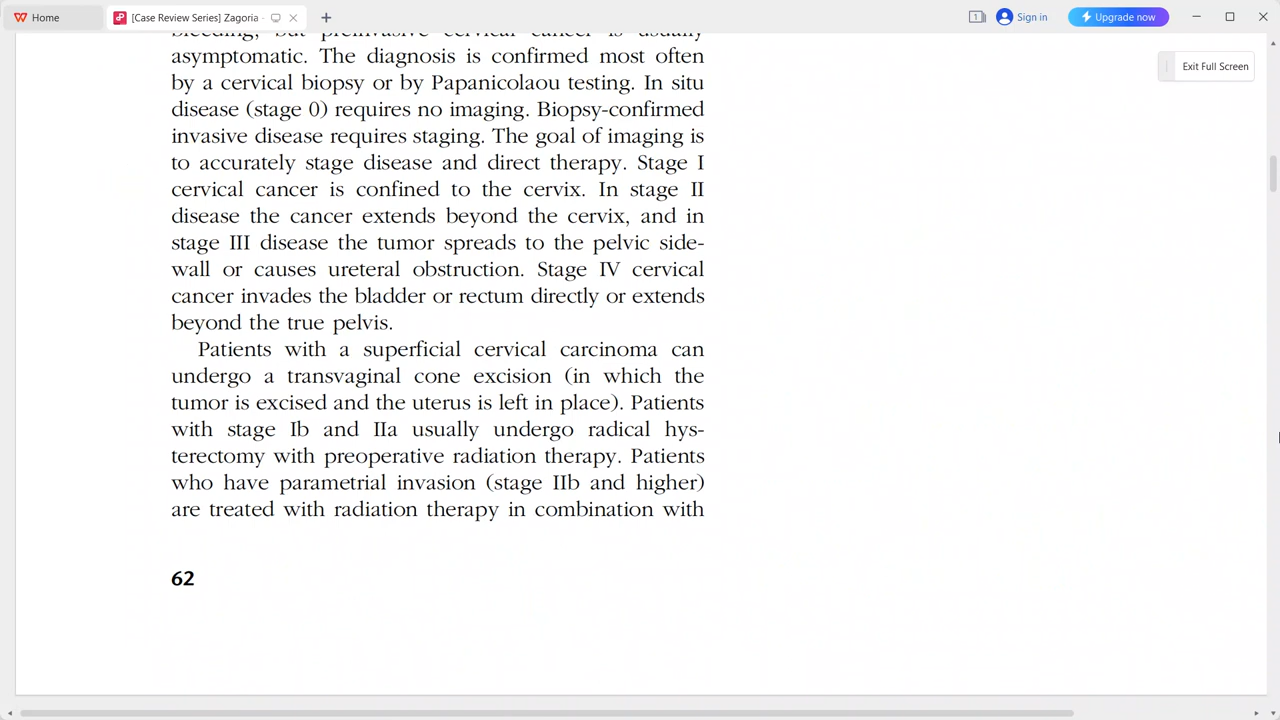 Home
[Case Review Series] Zagoria
1
Sign in
Upgrade now
Exit Full Screen
bleeding, but preinvasive cervical cancer is usually
asymptomatic. The diagnosis is confirmed most often
by a cervical biopsy or by Papanicolaou testing. In situ
disease (stage 0) requires no imaging. Biopsy-confirmed
invasive disease requires staging. The goal of imaging is
to accurately stage disease and direct therapy. Stage I
cervical cancer is confined to the cervix. In stage II
disease the cancer extends beyond the cervix, and in
stage III disease the tumor spreads to the pelvic side-
wall or causes ureteral obstruction. Stage IV cervical
cancer invades the bladder or rectum directly or extends
beyond the true pelvis.
Patients with a superficial cervical carcinoma can
undergo a transvaginal cone excision (in which the
tumor is excised and the uterus is left in place). Patients
with stage Ib and IIa usually undergo radical hys-
terectomy with preoperative radiation therapy. Patients
who have parametrial invasion (stage IIb and higher)
are treated with radiation therapy in combination with
62